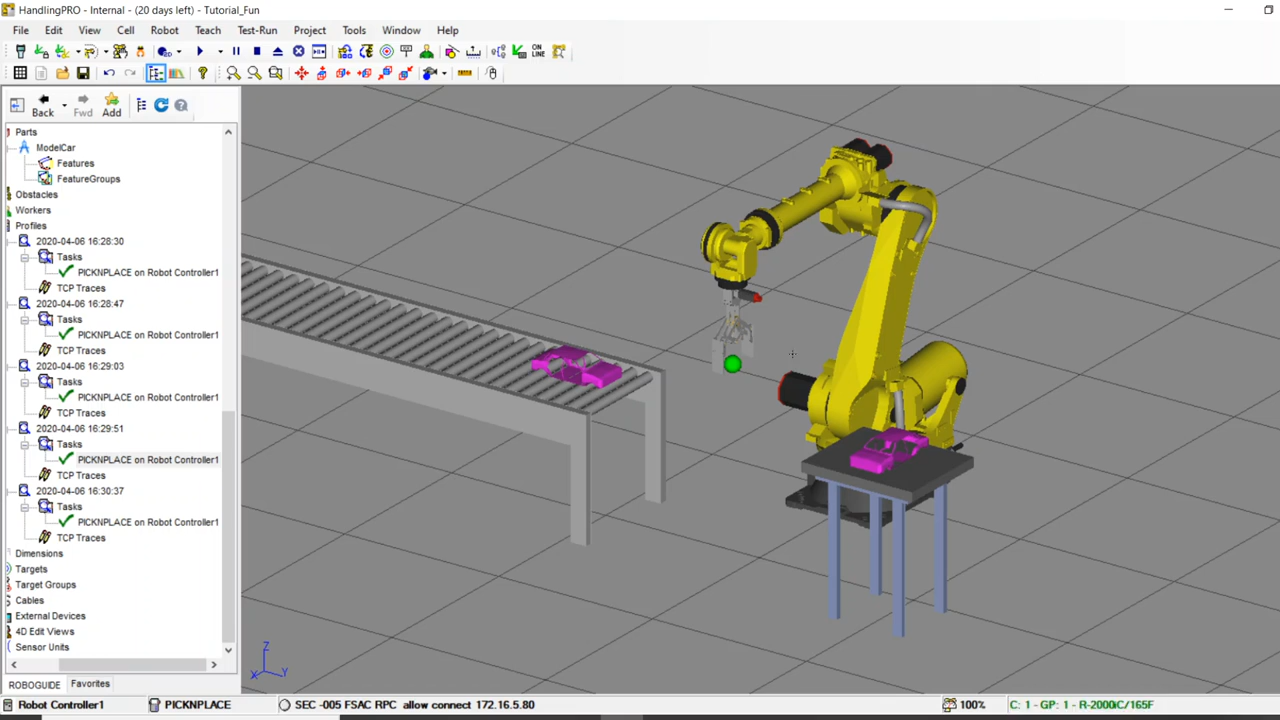 HandlingPRO - Internal - (20 days left) - Tutorial_Fun
File Edit View Cell Robot Teach Test-Run Project Tools Window Help
ON LINE
Back Fwd Add
Parts
ModelCar
Features
FeatureGroups
Obstacles
Workers
Profiles
2020-04-06 16:28:30
Tasks
PICKNPLACE on Robot Controller1
TCP Traces
2020-04-06 16:28:47
Tasks
PICKNPLACE on Robot Controller1
TCP Traces
2020-04-06 16:29:03
Tasks
PICKNPLACE on Robot Controller1
TCP Traces
2020-04-06 16:29:51
Tasks
PICKNPLACE on Robot Controller1
TCP Traces
2020-04-06 16:30:37
Tasks
PICKNPLACE on Robot Controller1
TCP Traces
Dimensions
Targets
Target Groups
Cables
External Devices
4D Edit Views
Sensor Units
Z
X Y
ROBOGUIDE Favorites
Robot Controller1 PICKNPLACE SEC -005 FSAC RPC allow connect 172.16.5.80 100% C: 1 - GP: 1 - R-2000iC/165F